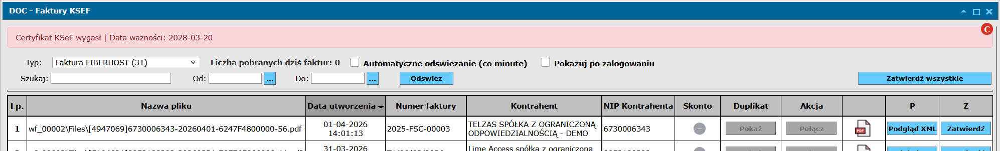 DOC - Faktury KSEF
C
Certyfikat KSeF wygasł | Data ważności: 2028-03-20
Typ: Faktura FIBERHOST (31) Liczba pobranych dziś faktur: 0 Automatyczne odswiezanie (co minute) Pokazuj po zalogowaniu
Szukaj: Od: ... Do: ... Odswiez Zatwierdź wszystkie
Lp. Nazwa pliku Data utworzenia Numer faktury Kontrahent NIP Kontrahenta Skonto Duplikat Akcja P Z
1 wf_00002\Files\[4947069]6730006343-20260401-6247F4800000-56.pdf 01-04-2026 14:01:13 2025-FSC-00003 TELZAS SPÓŁKA Z OGRANICZONĄ ODPOWIEDZIALNOŚCIĄ - DEMO 6730006343 Pokaż Połącz PDF Podgląd XML Zatwierdź
31-03-2026 Lime Access spółka z ograniczoną